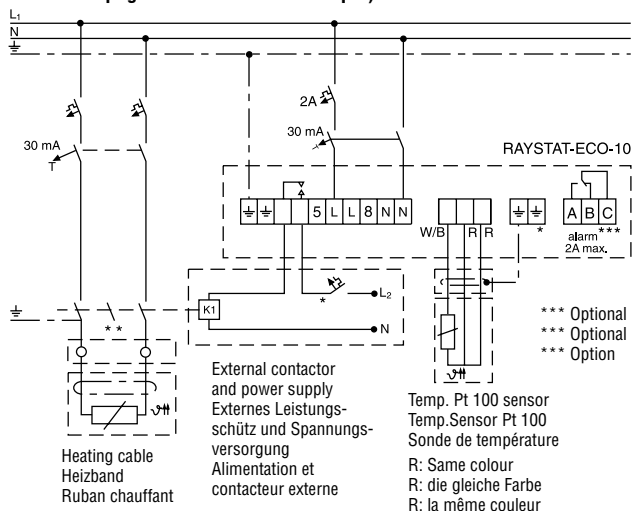 L₁
N
2A
30 mA
30 mA
RAYSTAT-ECO-10
5 L L 8 N N
W/B R R
*
A B C
alarm ***
2A max.
* L₂
K1
* *
N
*** Optional
*** Optional
*** Option
External contactor
and power supply
Externes Leistungs-
schütz und Spannungs-
versorgung
Alimentation et
contacteur externe
Temp. Pt 100 sensor
Temp.Sensor Pt 100
Sonde de température
R: Same colour
R: die gleiche Farbe
R: la même couleur
Heating cable
Heizband
Ruban chauffant